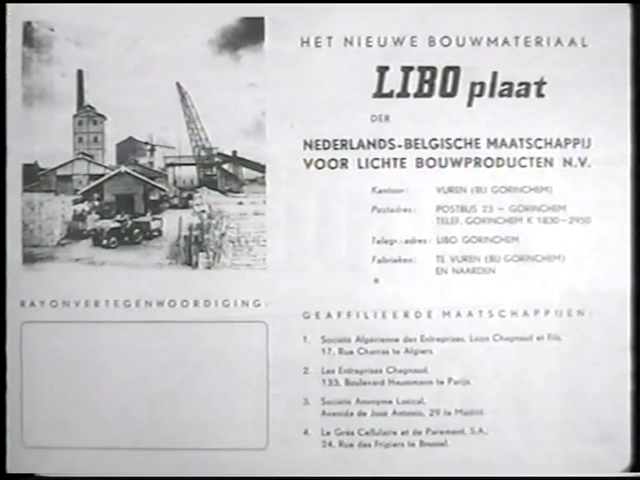 HET NIEUWE BOUWMATERIAAL
LIBO plaat
DER
NEDERLANDS-BELGISCHE MAATSCHAPPIJ
VOOR LICHTE BOUWPRODUCTEN N.V.
Kantoor: VUREN (BIJ GORINCHEM)
Postadres: POSTBUS 23 – GORINCHEM
TELEF. GORINCHEM K 1830-2950
Telegr.-adres: LIBO GORINCHEM
Fabrieken: TE VUREN (BIJ GORINCHEM)
EN NAARDEN
RAYONVERTEGENWOORDIGING:
GEAFFILIEERDE MAATSCHAPPIJEN:
1. Société Algérienne des Entreprises, Léon Chagnaud et Fils,
17, Rue Charras te Algiers.
2. Les Entreprises Chagnaud,
133, Boulevard Haussmann te Parijs.
3. Société Anonyme
Avenida de José Antonio, 29 te Madrid.
4. Le Grès Cellulaire et de Parement, S.A.,
24, Rue des Fripiers te Brussel.